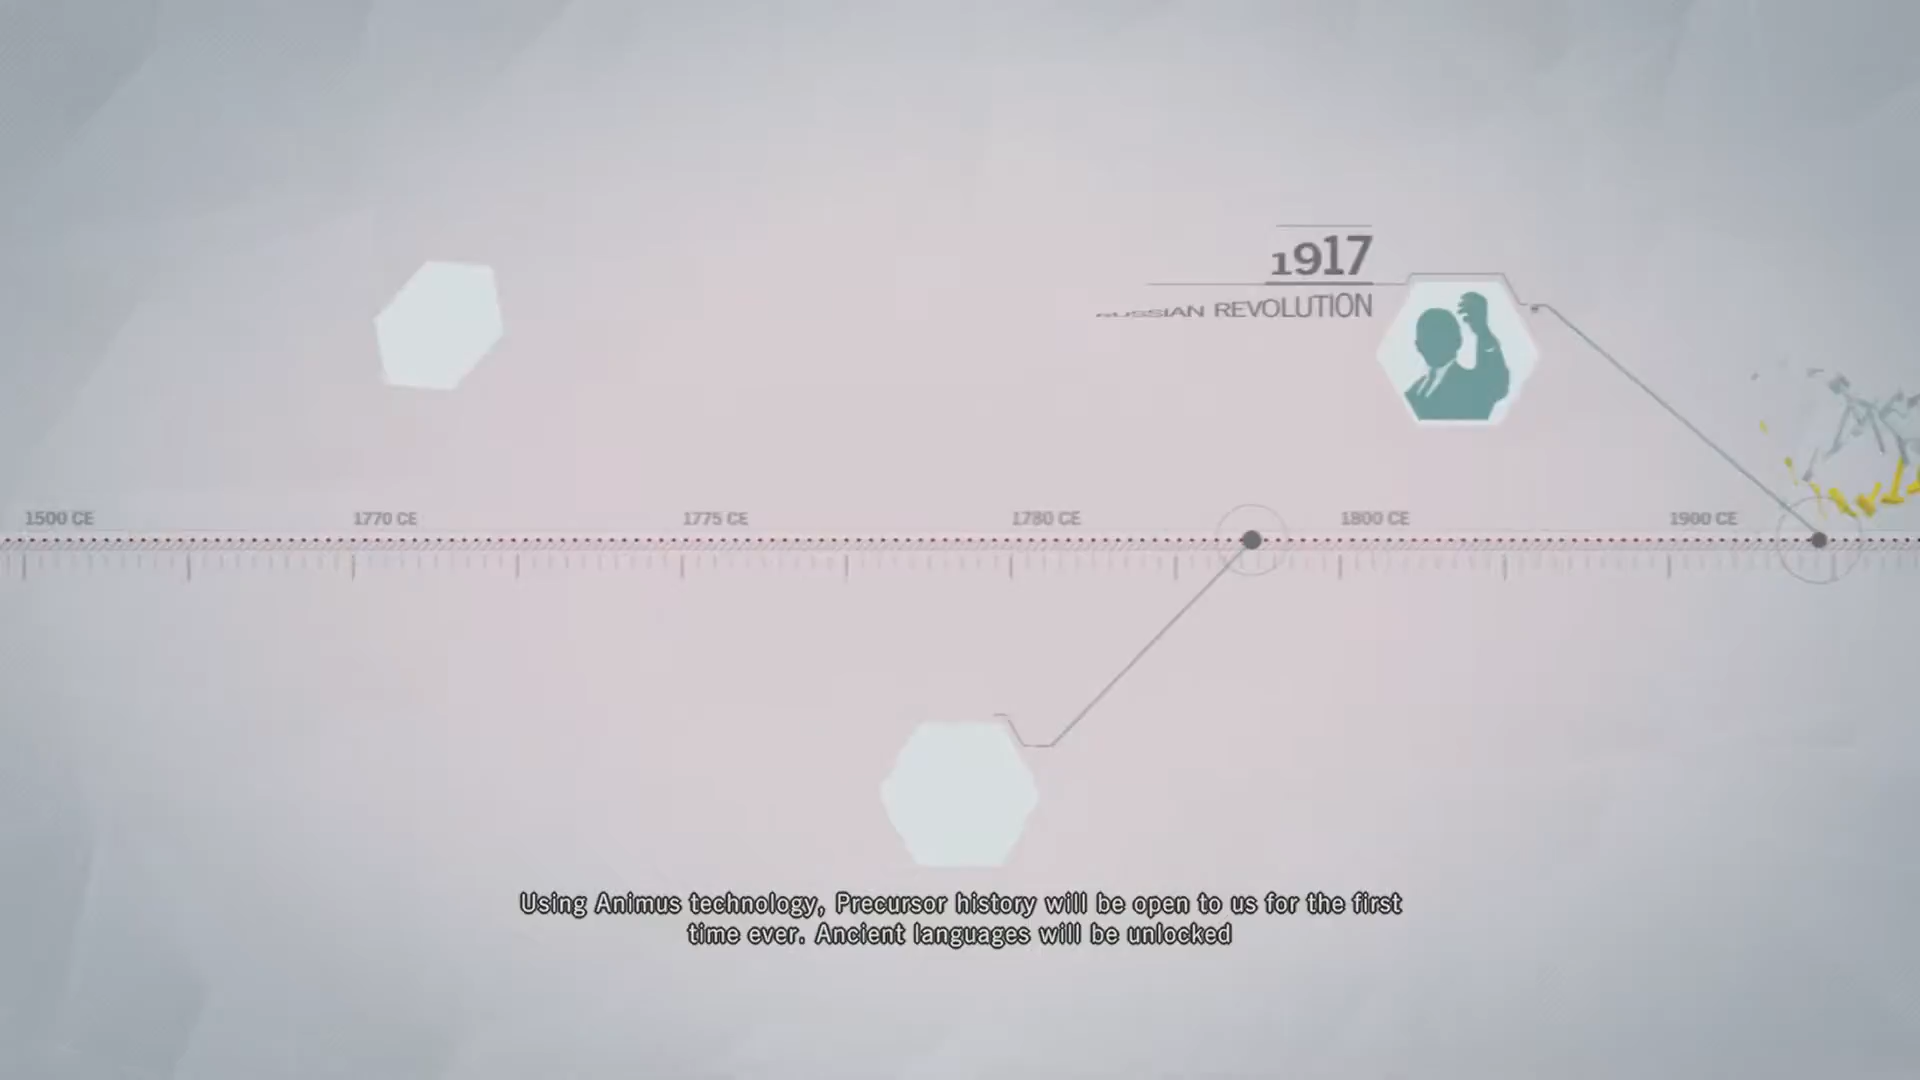 1917
RUSSIAN REVOLUTION
1500 CE
1770 CE
1775 CE
1780 CE
1800 CE
1900 CE
Using Animus technology, Precursor history will be open to us for the first
time ever. Ancient languages will be unlocked